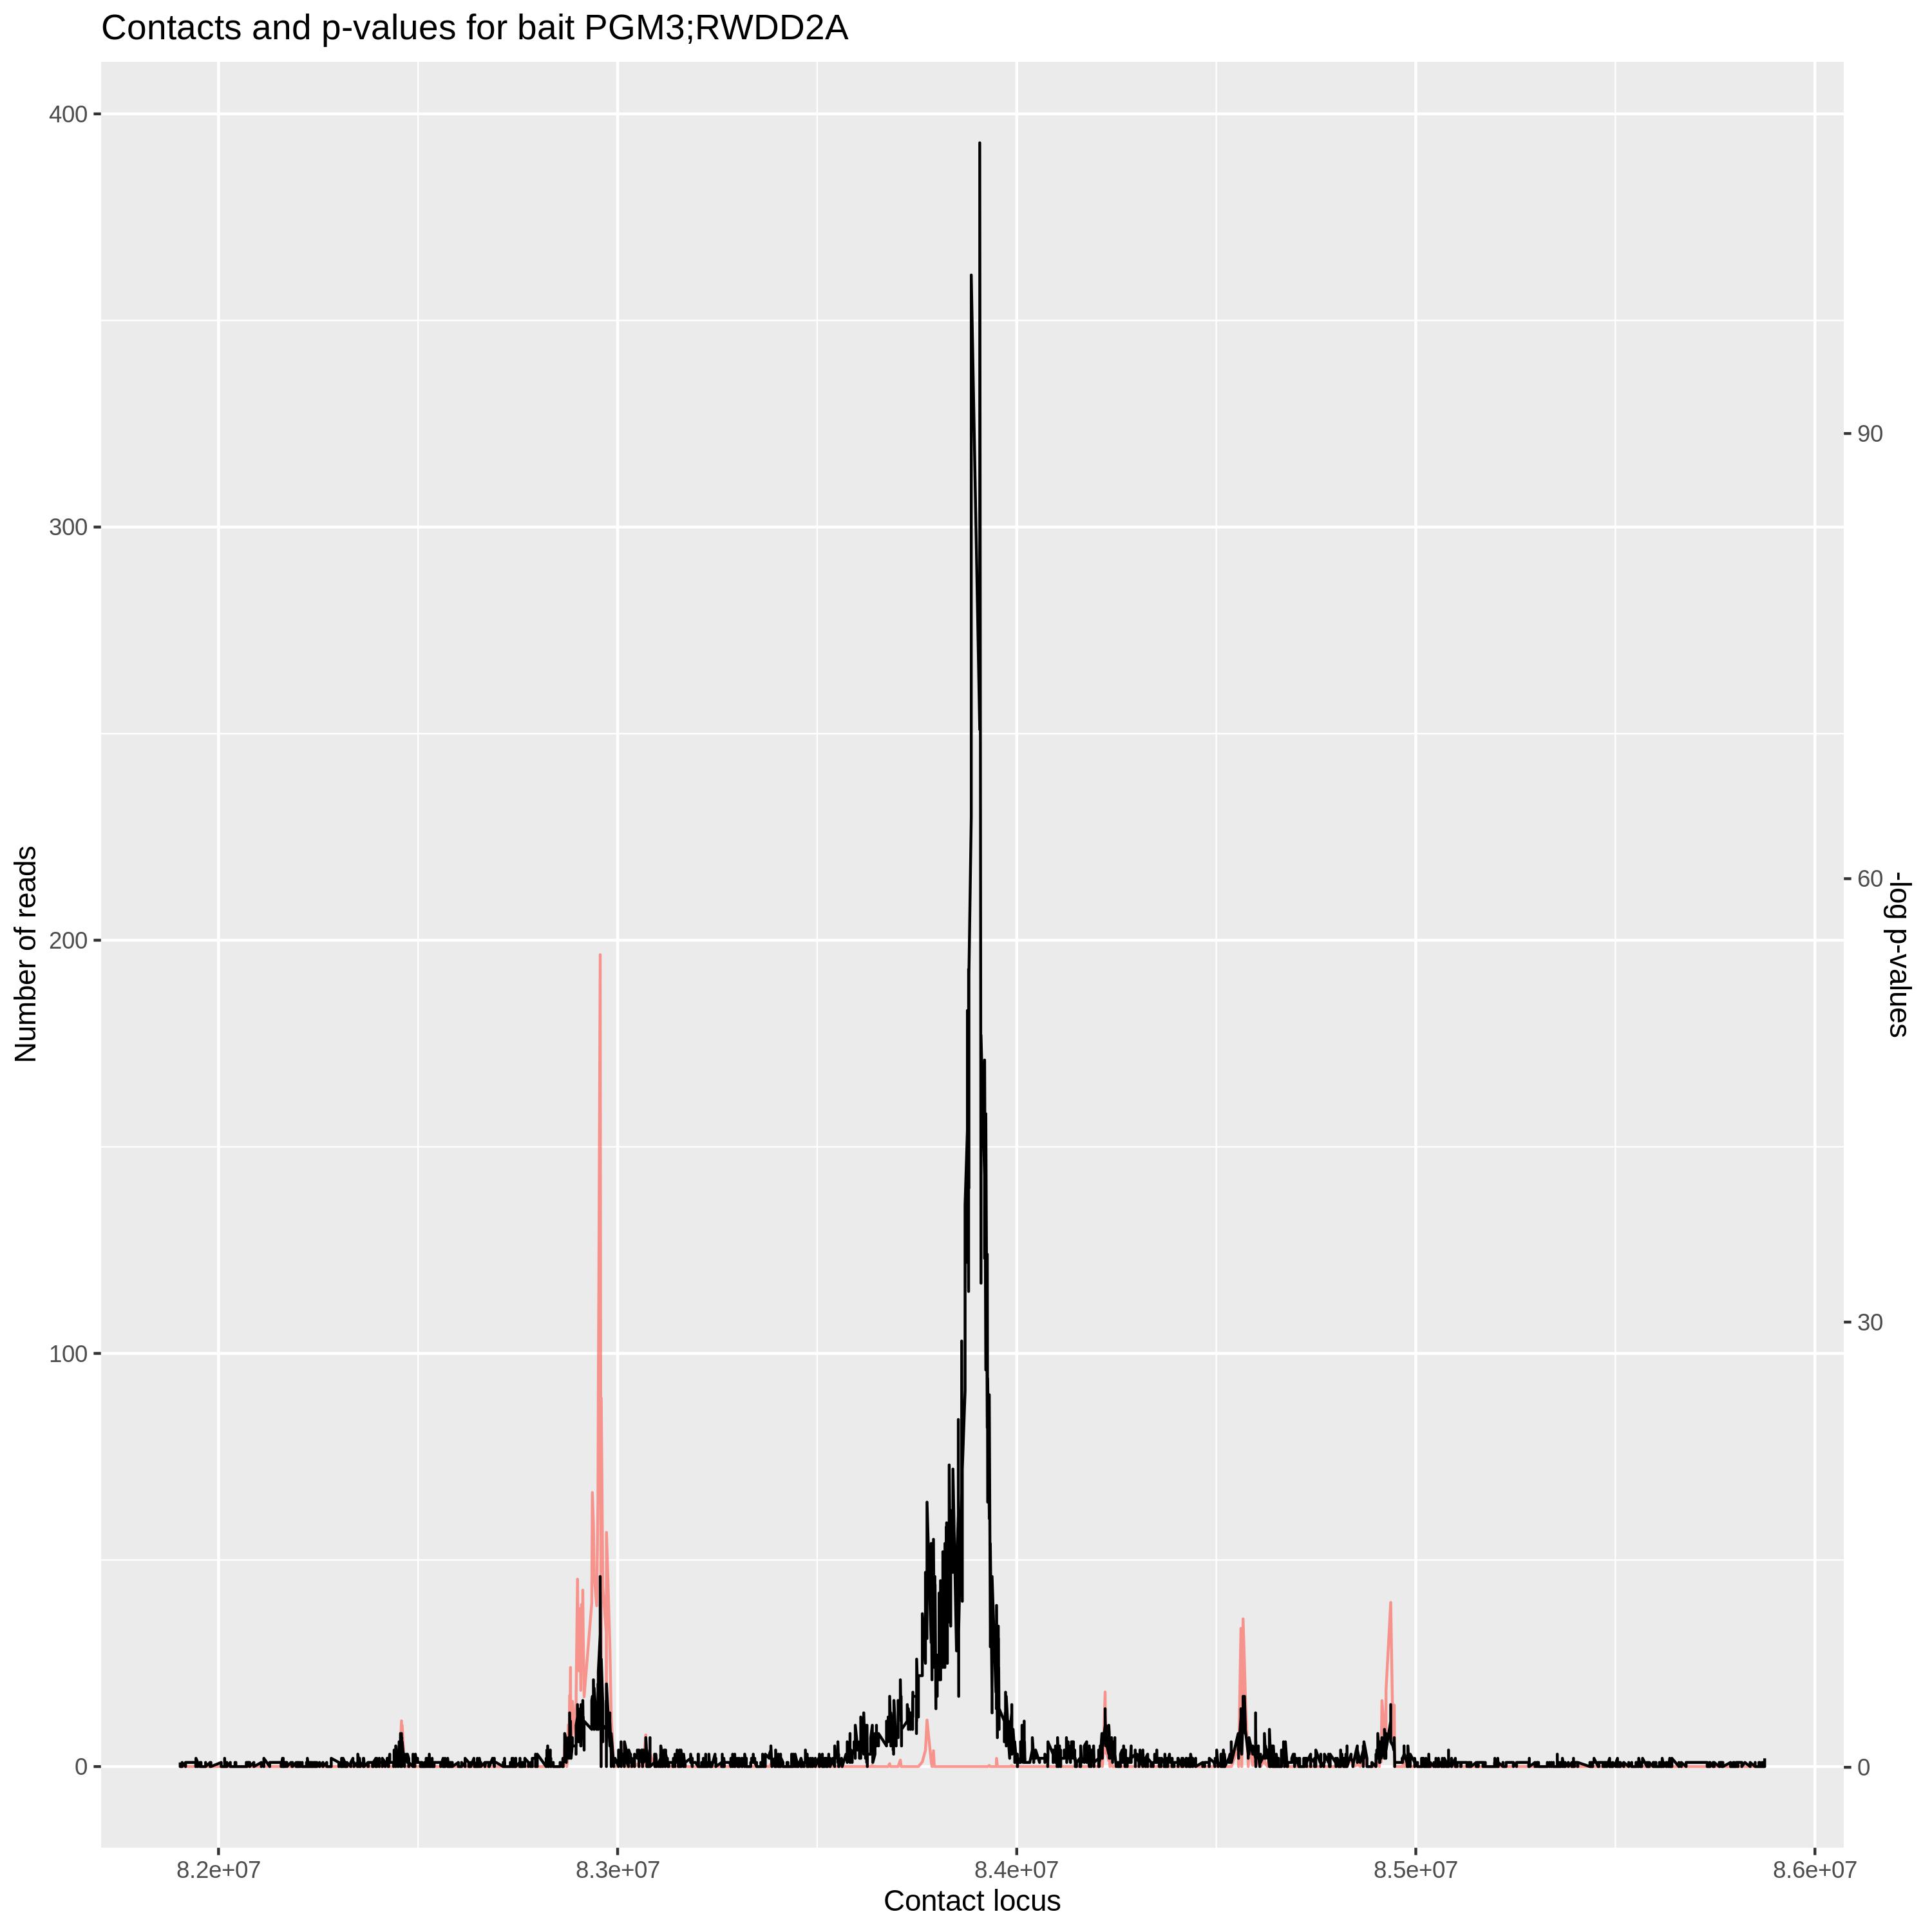 Contacts and p-values for bait PGM3;RWDD2A
400
300
200
100
0
90
60
30
0
Number of reads
-log p-values
8.2e+07
8.3e+07
8.4e+07
8.5e+07
8.6e+07
Contact locus